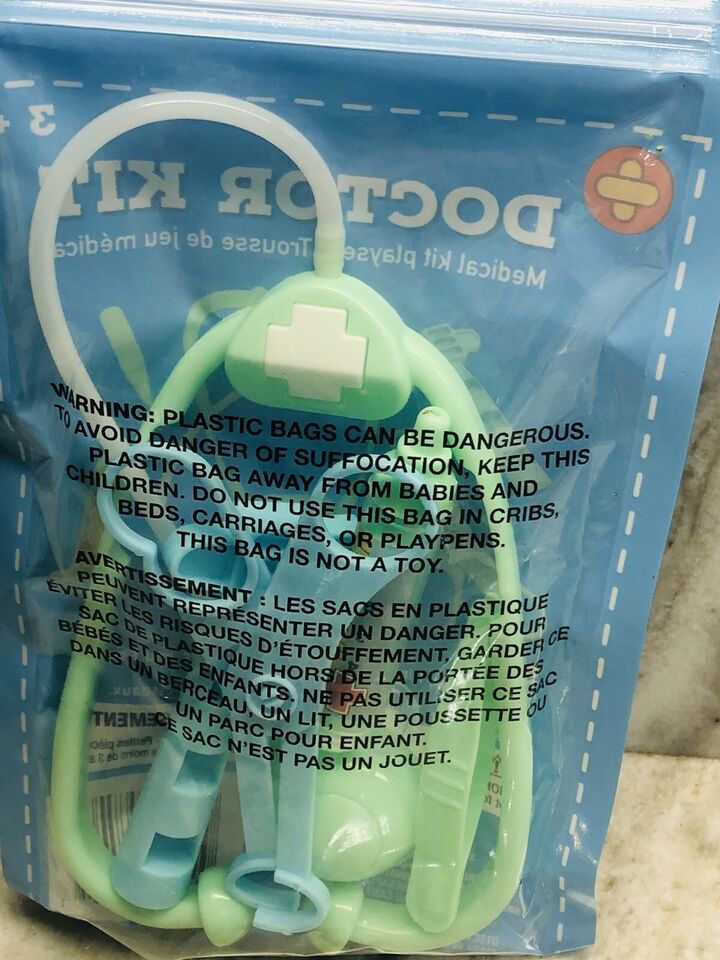 3+
DOCTOR KIT
Medical kit playse Trousse de jeu médica
WARNING: PLASTIC BAGS CAN BE DANGEROUS.
TO AVOID DANGER OF SUFFOCATION, KEEP THIS
PLASTIC BAG AWAY FROM BABIES AND
CHILDREN. DO NOT USE THIS BAG IN CRIBS,
BEDS, CARRIAGES, OR PLAYPENS.
THIS BAG IS NOT A TOY.
AVERTISSEMENT : LES SACS EN PLASTIQUE
PEUVENT REPRÉSENTER UN DANGER. POUR
ÉVITER LES RISQUES D'ÉTOUFFEMENT, GARDER CE
SAC DE PLASTIQUE HORS DE LA PORTÉE DES
BÉBÉS ET DES ENFANTS. NE PAS UTILISER CE SAC
DANS UN BERCEAU, UN LIT, UNE POUSSETTE OU
UN PARC POUR ENFANT.
CE SAC N'EST PAS UN JOUET.